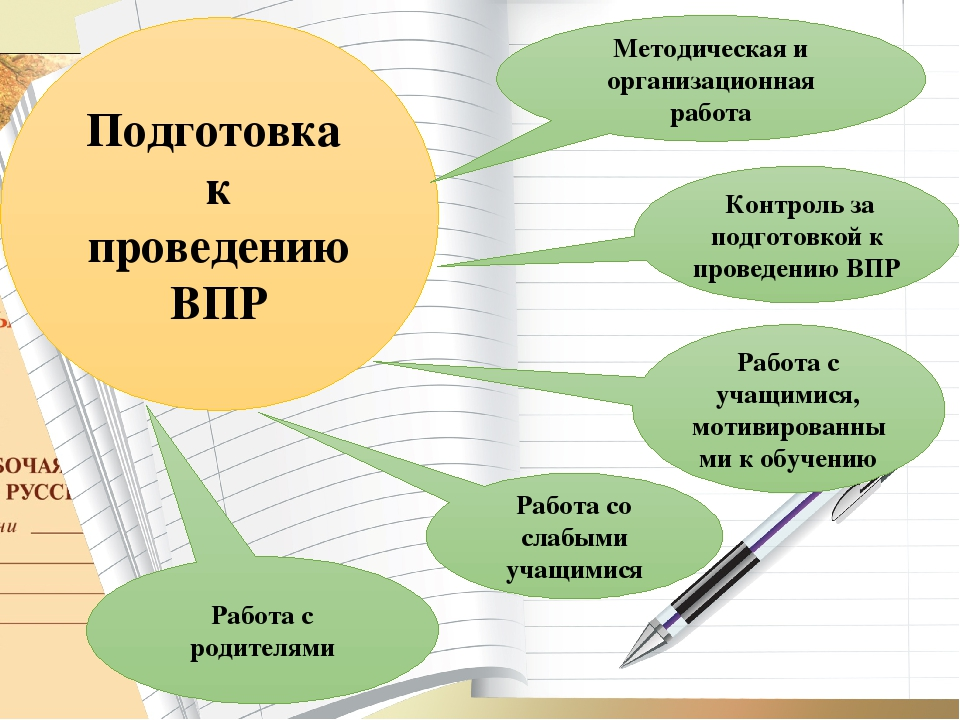 Подготовка
к
проведению
ВПР
Методическая и
организационная
работа
Контроль за
подготовкой к
проведению ВПР
Работа с
учащимися,
мотивированны
ми к обучению
Работа со
слабыми
учащимися
Работа с
родителями